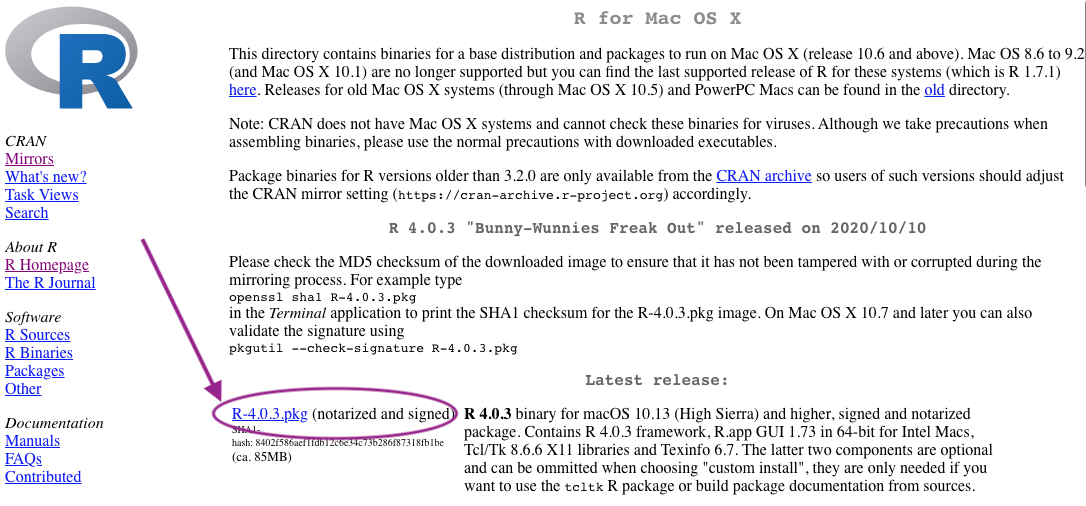 R
R for Mac OS X
This directory contains binaries for a base distribution and packages to run on Mac OS X (release 10.6 and above). Mac OS 8.6 to 9.2
(and Mac OS X 10.1) are no longer supported but you can find the last supported release of R for these systems (which is R 1.7.1)
here. Releases for old Mac OS X systems (through Mac OS X 10.5) and PowerPC Macs can be found in the old directory.
Note: CRAN does not have Mac OS X systems and cannot check these binaries for viruses. Although we take precautions when
assembling binaries, please use the normal precautions with downloaded executables.
Package binaries for R versions older than 3.2.0 are only available from the CRAN archive so users of such versions should adjust
the CRAN mirror setting (https://cran-archive.r-project.org) accordingly.
R 4.0.3 "Bunny-Wunnies Freak Out" released on 2020/10/10
Please check the MD5 checksum of the downloaded image to ensure that it has not been tampered with or corrupted during the
mirroring process. For example type
openssl sha1 R-4.0.3.pkg
in the Terminal application to print the SHA1 checksum for the R-4.0.3.pkg image. On Mac OS X 10.7 and later you can also
validate the signature using
pkgutil --check-signature R-4.0.3.pkg
Latest release:
R-4.0.3.pkg (notarized and signed)
SHA1-
(ca. 85MB)
R 4.0.3 binary for macOS 10.13 (High Sierra) and higher, signed and notarized
package. Contains R 4.0.3 framework, R.app GUI 1.73 in 64-bit for Intel Macs,
Tcl/Tk 8.6.6 X11 libraries and Texinfo 6.7. The latter two components are optional
and can be ommitted when choosing "custom install", they are only needed if you
want to use the tcltk R package or build package documentation from sources.
CRAN
Mirrors
What's new?
Task Views
Search
About R
R Homepage
The R Journal
Software
R Sources
R Binaries
Packages
Other
Documentation
Manuals
FAQs
Contributed